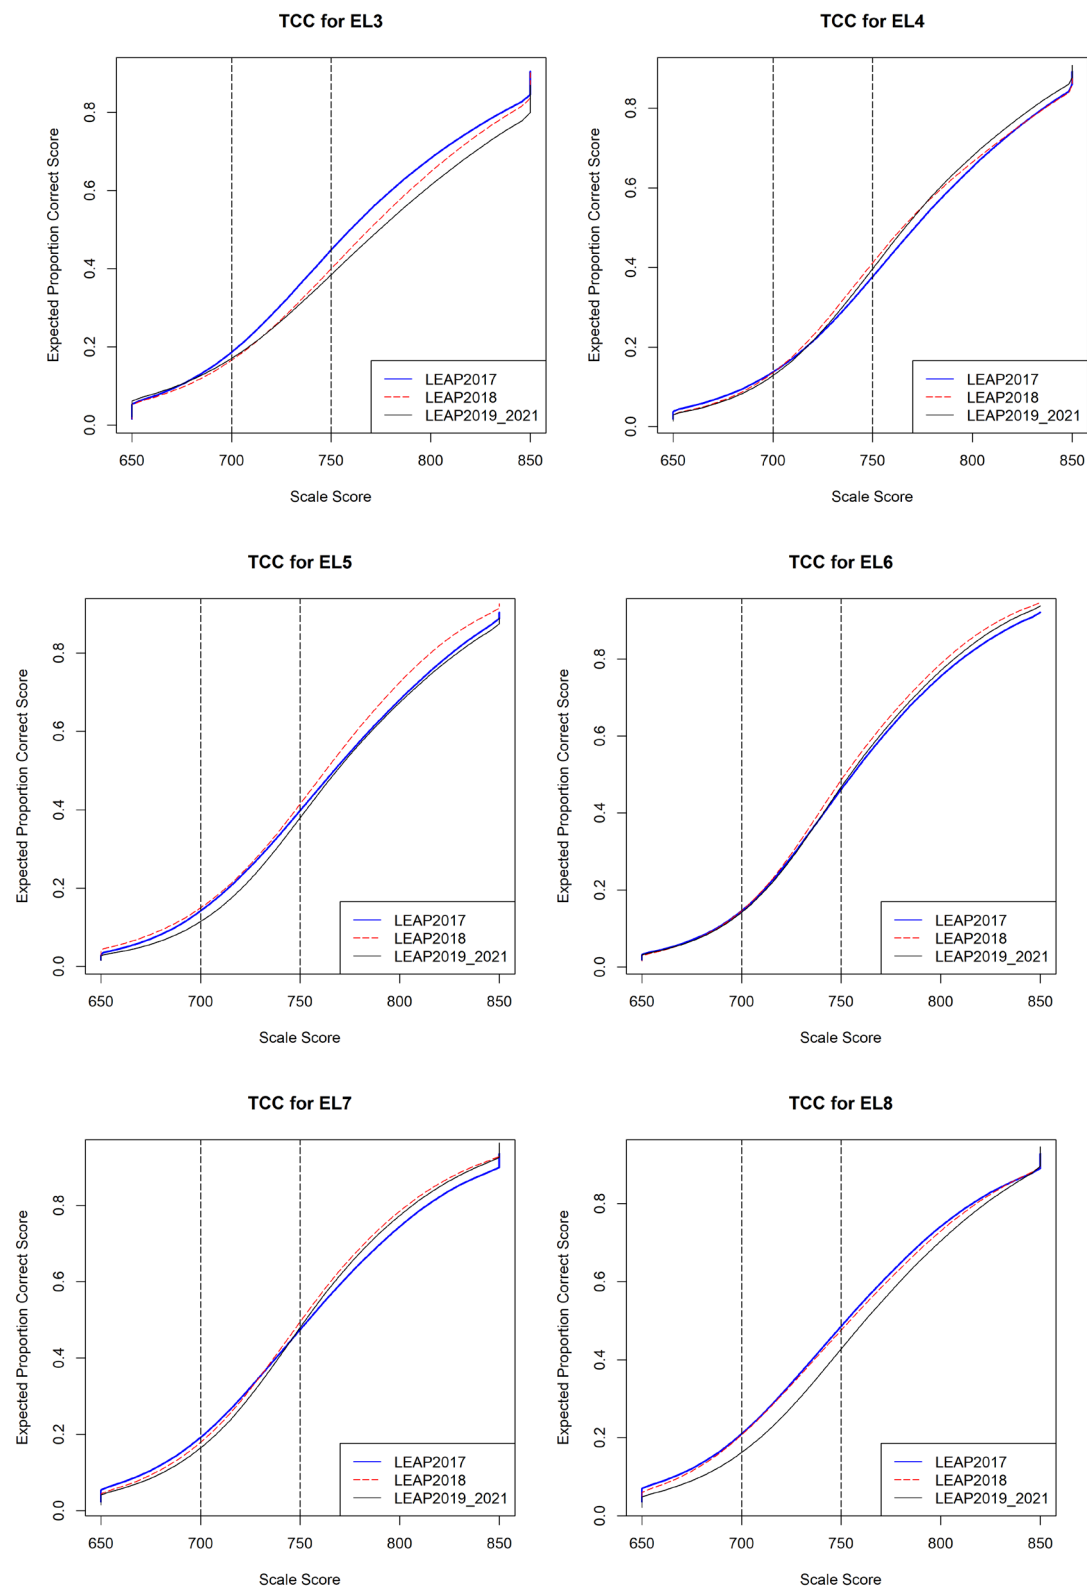 TCC for EL3
Expected Proportion Correct Score
0.8
0.6
0.4
0.2
0.0
LEAP2017
LEAP2018
LEAP2019_2021
650 700 750 800 850
Scale Score
TCC for EL4
Expected Proportion Correct Score
0.8
0.6
0.4
0.2
0.0
LEAP2017
LEAP2018
LEAP2019_2021
650 700 750 800 850
Scale Score
TCC for EL5
Expected Proportion Correct Score
0.8
0.6
0.4
0.2
0.0
LEAP2017
LEAP2018
LEAP2019_2021
650 700 750 800 850
Scale Score
TCC for EL6
Expected Proportion Correct Score
0.8
0.6
0.4
0.2
0.0
LEAP2017
LEAP2018
LEAP2019_2021
650 700 750 800 850
Scale Score
TCC for EL7
Expected Proportion Correct Score
0.8
0.6
0.4
0.2
0.0
LEAP2017
LEAP2018
LEAP2019_2021
650 700 750 800 850
Scale Score
TCC for EL8
Expected Proportion Correct Score
0.8
0.6
0.4
0.2
0.0
LEAP2017
LEAP2018
LEAP2019_2021
650 700 750 800 850
Scale Score